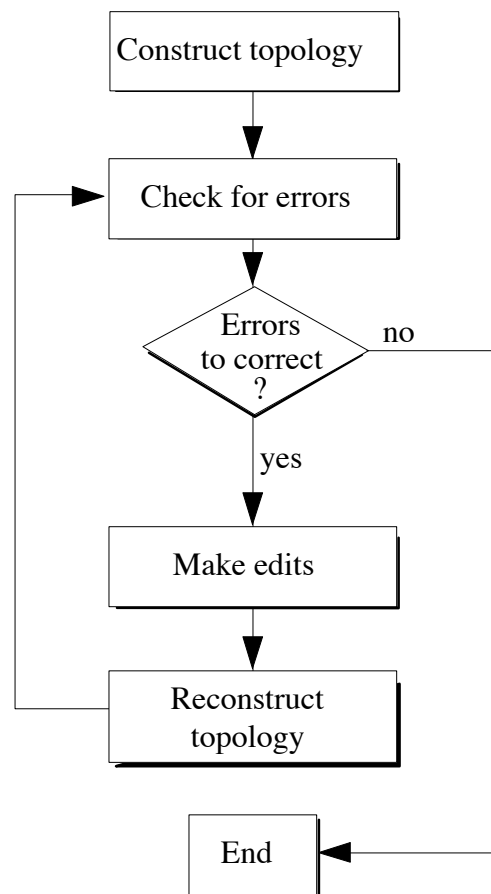 Construct topology
Check for errors
Errors
to correct
?
no
yes
Make edits
Reconstruct
topology
End